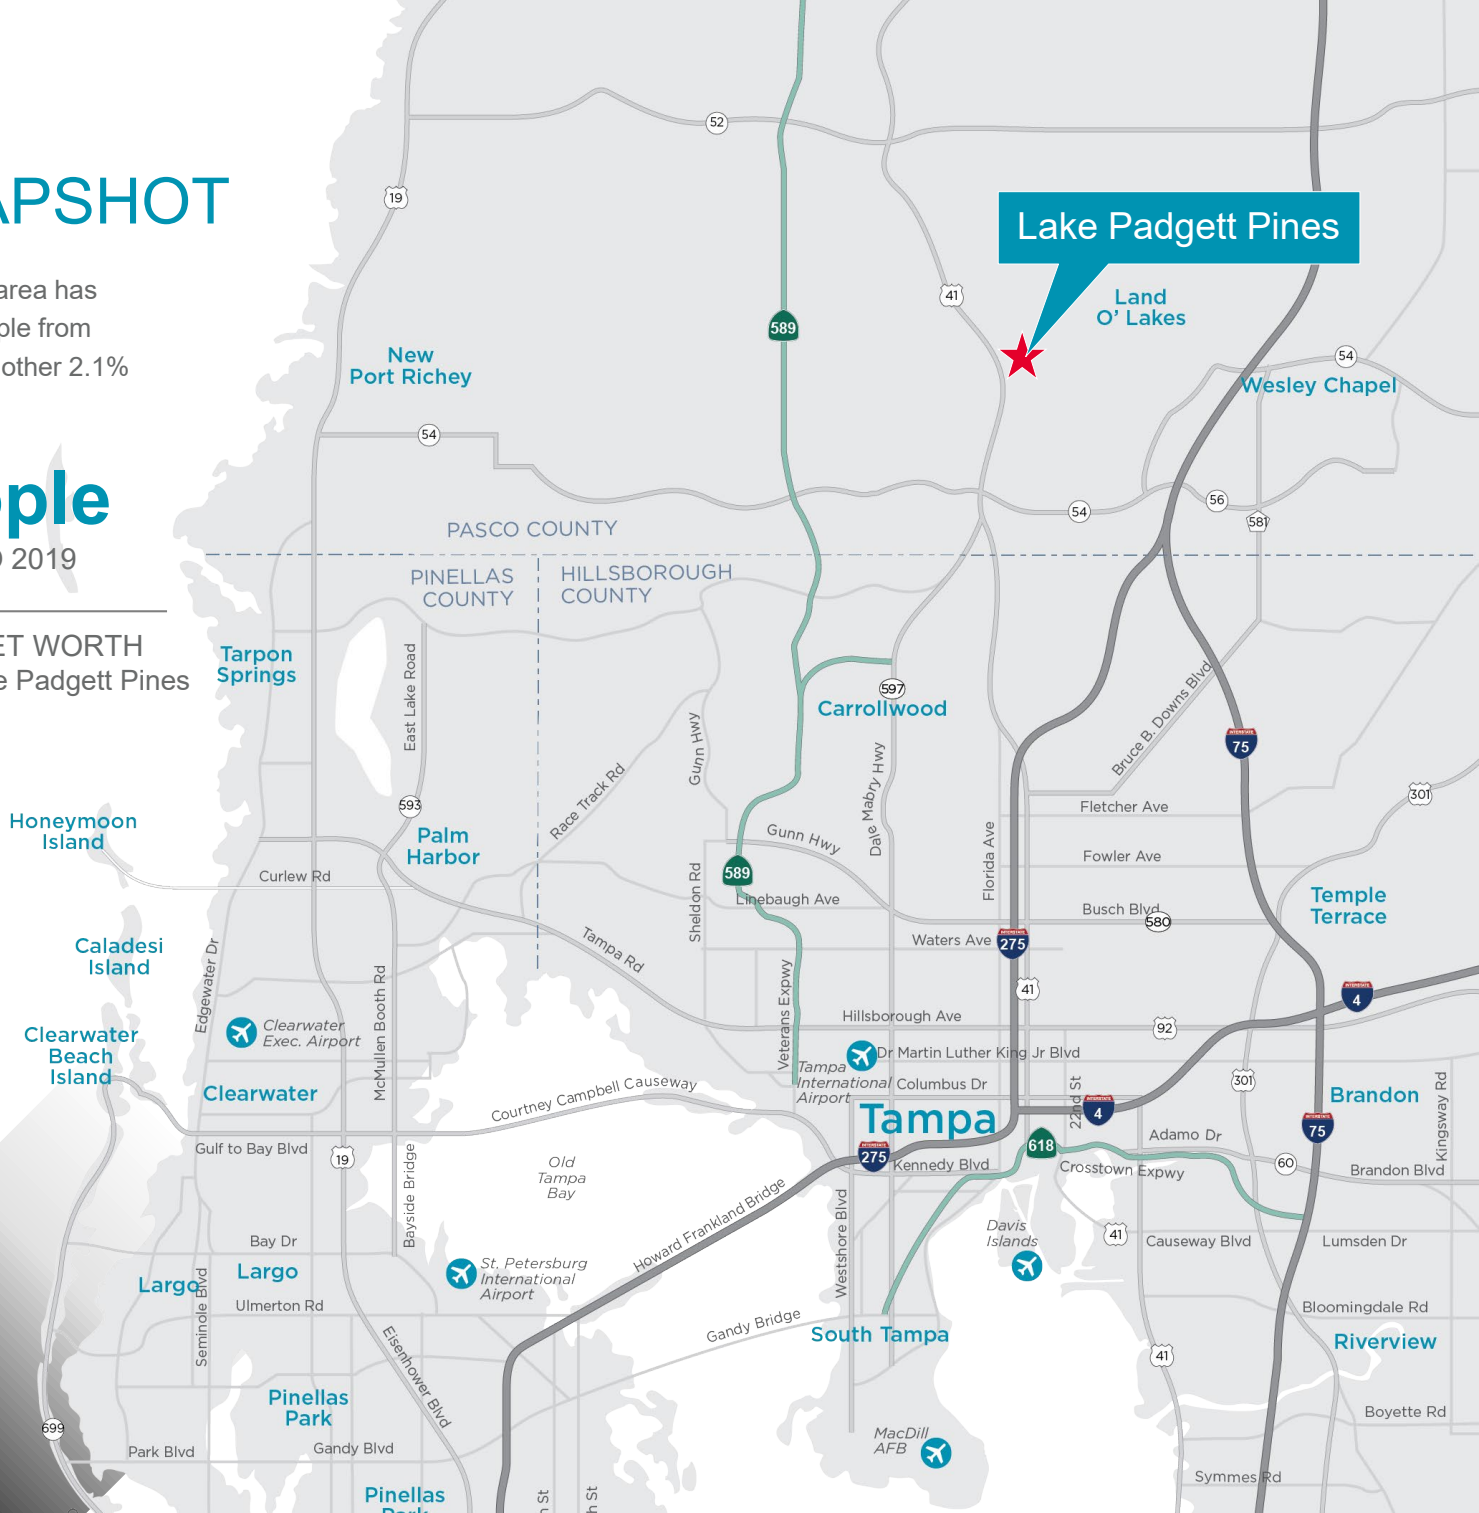 APSHOT
area has
ple from
other 2.1%
ple
2019
ET WORTH
e Padgett Pines
52
19
Lake Padgett Pines
41
Land
O' Lakes
589
New
Port Richey
54
Wesley Chapel
54
54
56
581
PASCO COUNTY
PINELLAS
COUNTY
HILLSBOROUGH
COUNTY
Tarpon
Springs
East Lake Road
597
Carrollwood
Bruce B. Downs Blvd
Gunn Hwy
75
Race Track Rd
Dale Mabry Hwy
593
301
Honeymoon
Island
Palm
Harbor
Fletcher Ave
Gunn Hwy
Florida Ave
Fowler Ave
Curlew Rd
589
Sheldon Rd
Linebaugh Ave
Busch Blvd
580
Temple
Terrace
Caladesi
Island
Tampa Rd
Waters Ave
INTERSTATE
275
Edgewater Dr
McMullen Booth Rd
Veterans Expwy
41
INTERSTATE
4
Hillsborough Ave
92
Clearwater
Exec. Airport
Clearwater
Beach
Island
Dr Martin Luther King Jr Blvd
Tampa
International
Airport
Columbus Dr
22nd St
301
Clearwater
Courtney Campbell Causeway
Tampa
INTERSTATE
4
Brandon
Kingsway Rd
INTERSTATE
75
Gulf to Bay Blvd
19
Bayside Bridge
Old
Tampa
Bay
INTERSTATE
275
Kennedy Blvd
618
Adamo Dr
Crosstown Expwy
60
Brandon Blvd
Howard Frankland Bridge
Westshore Blvd
Davis
Islands
41
Causeway Blvd
Lumsden Dr
Bay Dr
Largo
Largo
Seminole Blvd
Ulmerton Rd
St. Petersburg
International
Airport
Gandy Bridge
South Tampa
Bloomingdale Rd
Riverview
41
Eisenhower Blvd
Pinellas
Park
699
Park Blvd
Gandy Blvd
MacDill
AFB
Boyette Rd
Symmes Rd
Pinellas
Park
h St
h St